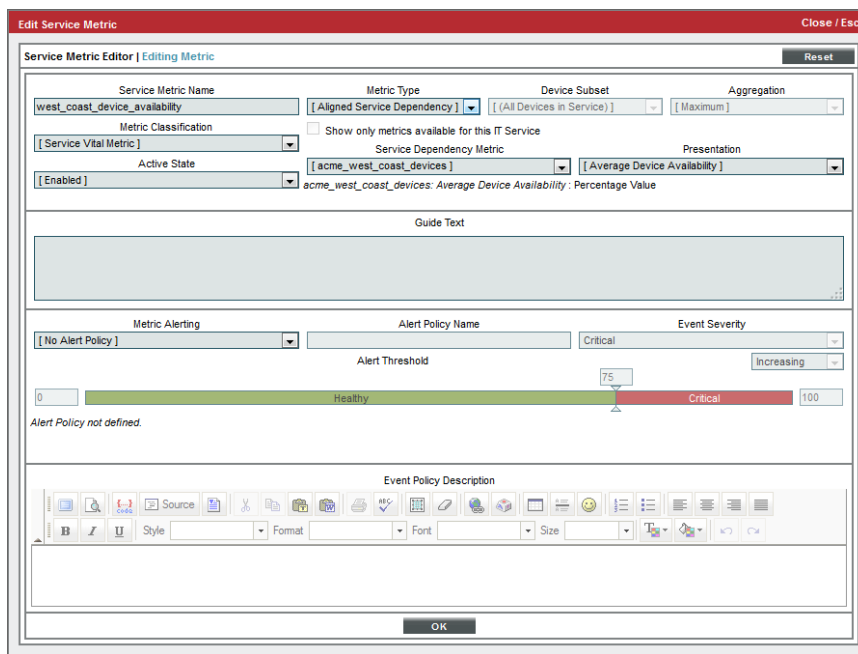 Edit Service Metric Close / Esc
Service Metric Editor | Editing Metric Reset
Service Metric Name Metric Type Device Subset Aggregation
west_coast_device_availability [ Aligned Service Dependency ] [ (All Devices in Service) ] [ Maximum ]
Metric Classification Show only metrics available for this IT Service
[ Service Vital Metric ] Service Dependency Metric Presentation
Active State [ acme_west_coast_devices ] [ Average Device Availability ]
[ Enabled ] acme_west_coast_devices: Average Device Availability : Percentage Value
Guide Text
Metric Alerting Alert Policy Name Event Severity
[ No Alert Policy ] Critical
Alert Threshold Increasing
75
0 Healthy Critical 100
Alert Policy not defined.
Event Policy Description
{...} code Source T W ABC
B I U Style Format Font Size T
OK